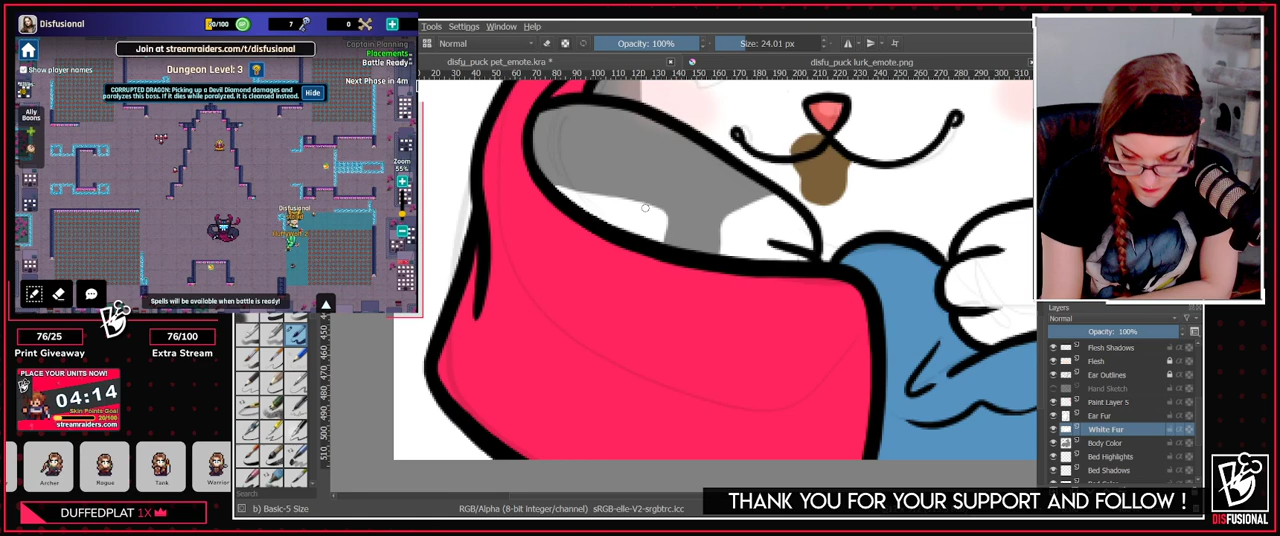 Disfusional
20/100
7
0
Join at streamraiders.com/t/disfusional
Captain Planning
Placements
Battle Ready
Next Phase in 4m
Show player names
Dungeon Level: 3
CORRUPTED DRAGON: Picking up a Devil Diamond damages and
paralyzes this boss. If it dies while paralyzed, it is cleansed instead.
Hide
Ally
Boons
Zoom
55%
Disfusional
Spells will be available when battle is ready!
76/25
76/100
Print Giveaway
Extra Stream
PLACE YOUR UNITS NOW!
04:14
Skin Points Goal
20/100
streamraiders.com
Archer
Rogue
Tank
Warrior
DUFFEDPLAT 1X
Tools Settings Window Help
Normal
Opacity: 100%
Size: 24.01 px
disfu_puck pet_emote.kra *
disfu_puck lurk_emote.png
Layers
Normal
Opacity: 100%
Flesh Shadows
Flesh
Ear Outlines
Hand Sketch
Paint Layer 5
Ear Fur
White Fur
Body Color
Bed Highlights
Bed Shadows
Search
b) Basic-5 Size
RGB/Alpha (8-bit integer/channel) sRGB-elle-V2-srgbtrc.icc
THANK YOU FOR YOUR SUPPORT AND FOLLOW !
DISFUSIONAL